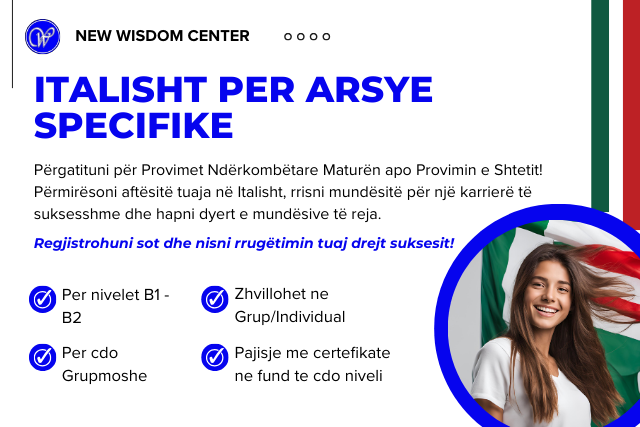 NEW WISDOM CENTER
ITALISHT PER ARSYE
SPECIFIKE
Përgatituni për Provimet Ndërkombëtare Maturën apo Provimin e Shtetit!
Përmirësoni aftësitë tuaja në Italisht, rrisni mundësitë për një karrierë të
suksesshme dhe hapni dyert e mundësive të reja.
Regjistrohuni sot dhe nisni rrugëtimin tuaj drejt suksesit!
Per nivelet B1 -
B2
Zhvillohet ne
Grup/Individual
Per cdo
Grupmoshe
Pajisje me certefikate
ne fund te cdo niveli